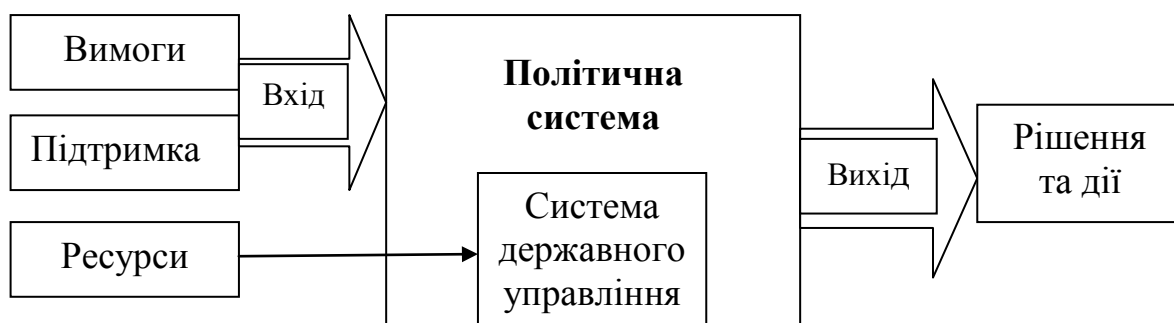 Вимоги
Підтримка
Ресурси
Вхід
Політична
система
Система
державного
управління
Вихід
Рішення
та дії